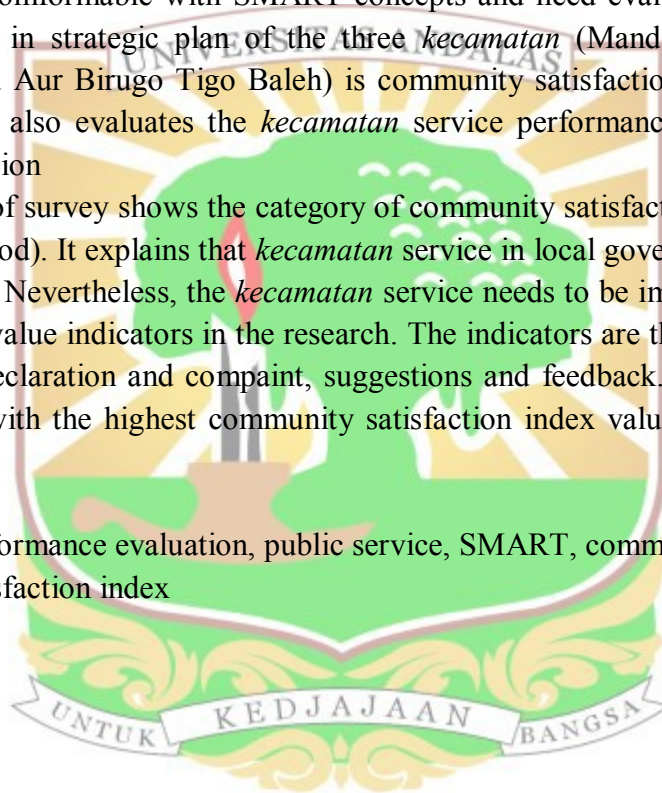 conformable with SMART concepts and need eval
UNIVERSITAS ANDALAS
in strategic plan of the three kecamatan (Mand
Aur Birugo Tigo Baleh) is community satisfactio
also evaluates the kecamatan service performanc
ion
of survey shows the category of community satisfact
od). It explains that kecamatan service in local gove
Nevertheless, the kecamatan service needs to be im
value indicators in the research. The indicators are th
eclaration and compaint, suggestions and feedback.
with the highest community satisfaction index valu
formance evaluation, public service, SMART, comm
sfaction index
UNTUK KEDJAJAAN BANGSA